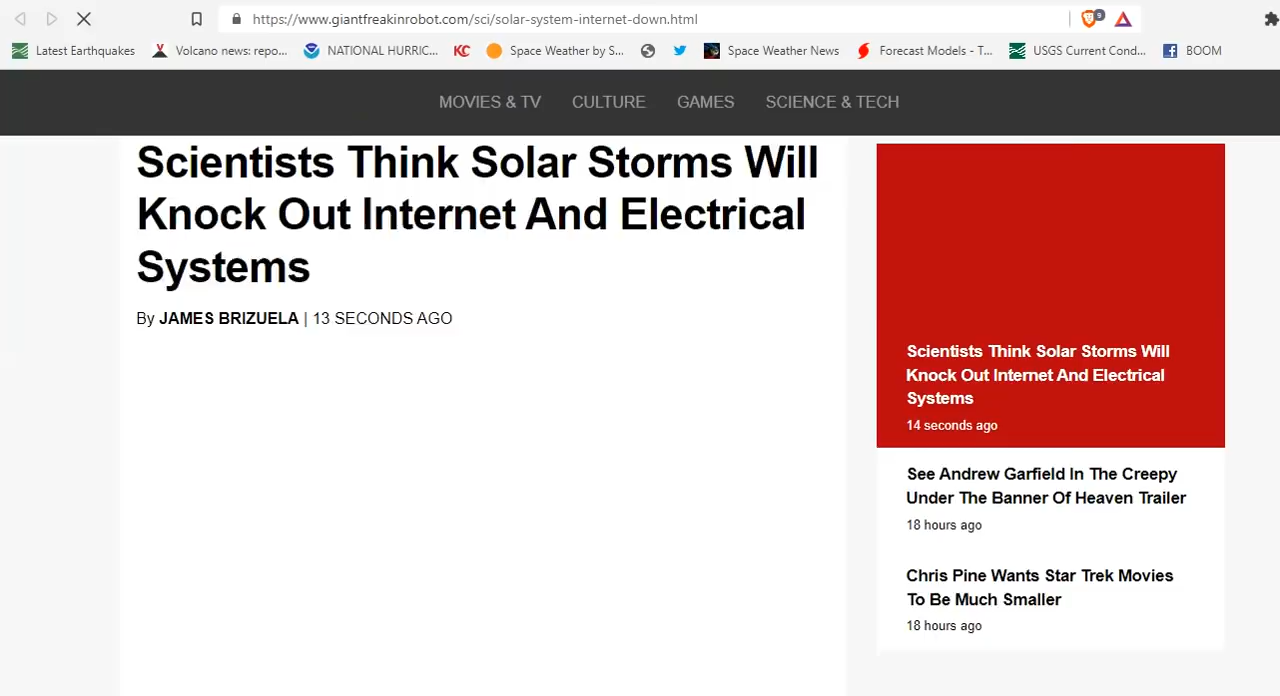 https://www.giantfreakinrobot.com/sci/solar-system-internet-down.html
9
Latest Earthquakes
Volcano news: repo...
NATIONAL HURRIC...
KC
Space Weather by S...
Space Weather News
Forecast Models - T...
USGS Current Cond...
BOOM
MOVIES & TV
CULTURE
GAMES
SCIENCE & TECH
Scientists Think Solar Storms Will
Knock Out Internet And Electrical
Systems
By JAMES BRIZUELA | 13 SECONDS AGO
Scientists Think Solar Storms Will
Knock Out Internet And Electrical
Systems
14 seconds ago
See Andrew Garfield In The Creepy
Under The Banner Of Heaven Trailer
18 hours ago
Chris Pine Wants Star Trek Movies
To Be Much Smaller
18 hours ago